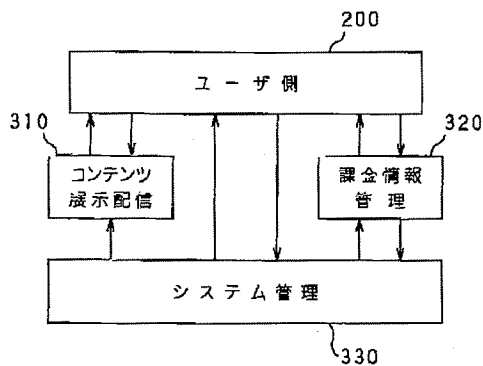 200
ユーザ側
310
コンテンツ
展示配信
320
課金情報
管理
システム管理
330